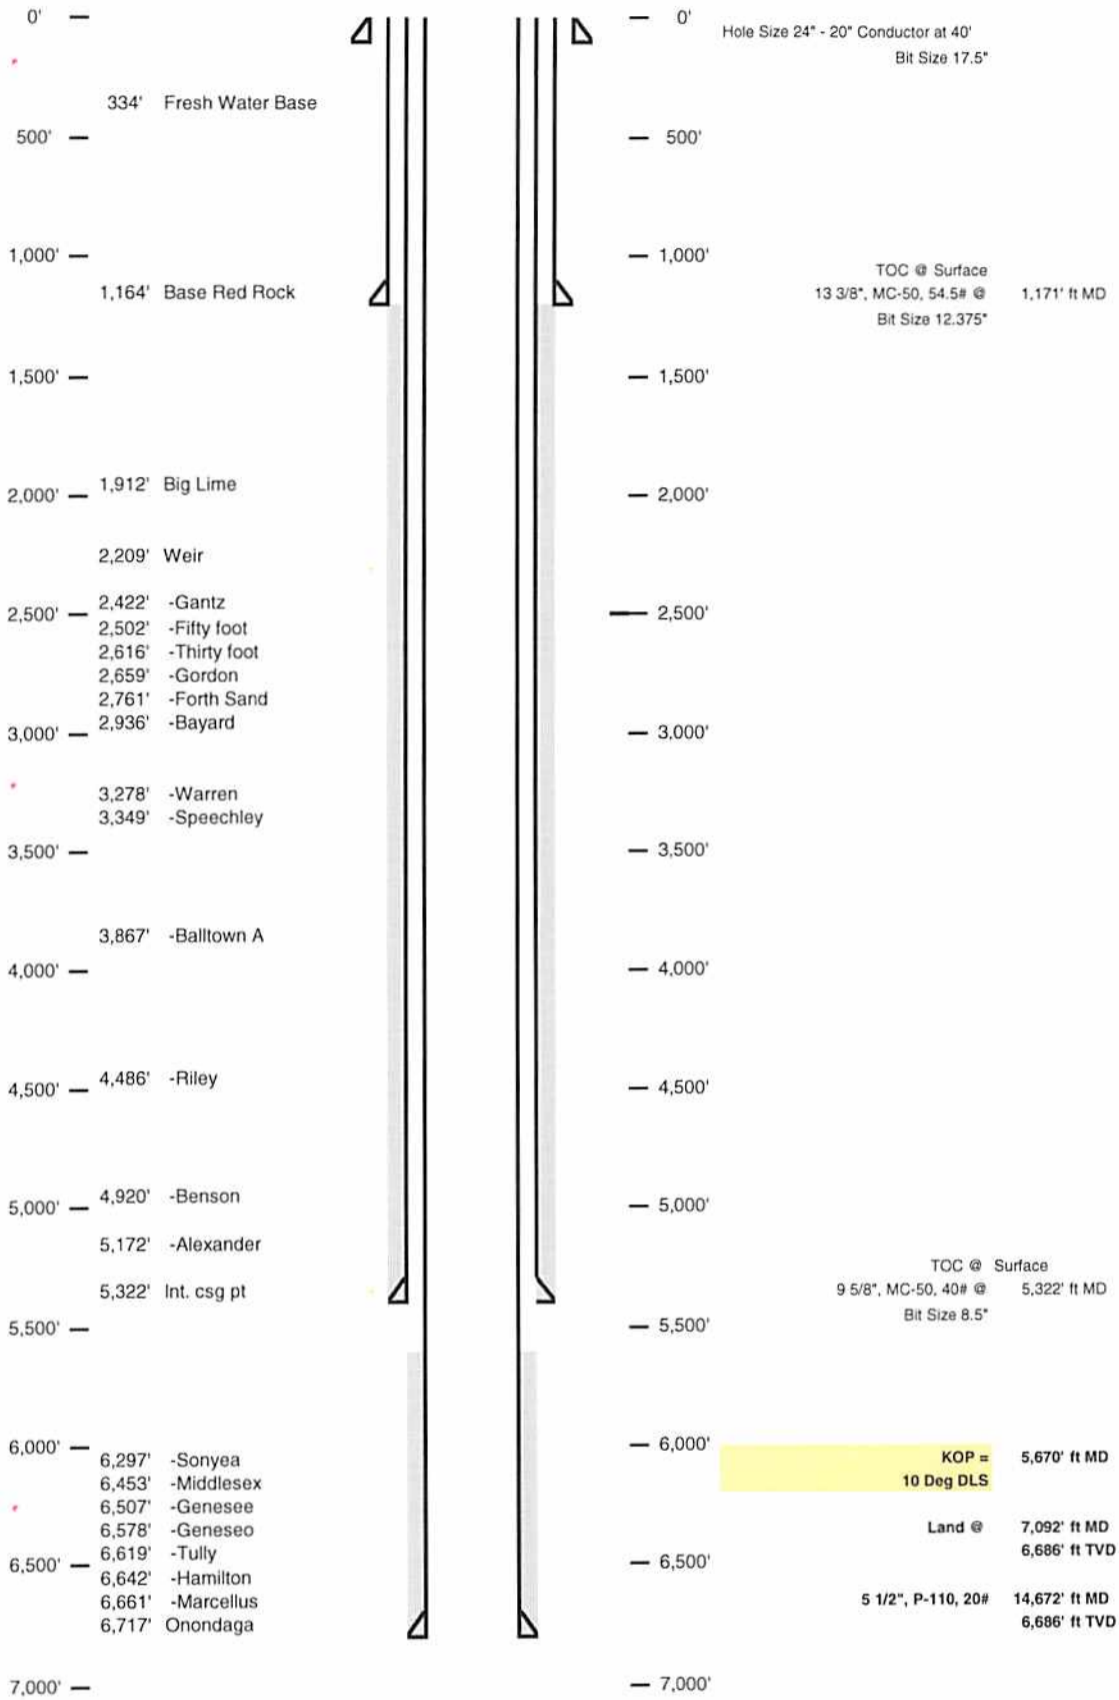 0' 0' Hole Size 24" - 20" Conductor at 40'
Bit Size 17.5"
334' Fresh Water Base
500' 500'
1,000' 1,000'
TOC @ Surface
1,164' Base Red Rock 13 3/8", MC-50, 54.5# @ 1,171' ft MD
Bit Size 12.375"
1,500' 1,500'
1,912' Big Lime
2,000' 2,000'
2,209' Weir
2,422' -Gantz
2,500' 2,500'
2,502' -Fifty foot
2,616' -Thirty foot
2,659' -Gordon
2,761' -Forth Sand
2,936' -Bayard
3,000' 3,000'
3,278' -Warren
3,349' -Speechley
3,500' 3,500'
3,867' -Balltown A
4,000' 4,000'
4,486' -Riley
4,500' 4,500'
4,920' -Benson
5,000' 5,000'
5,172' -Alexander
TOC @ Surface
5,322' Int. csg pt 9 5/8", MC-50, 40# @ 5,322' ft MD
Bit Size 8.5"
5,500' 5,500'
6,000' 6,000'
6,297' -Sonyea KOP = 5,670' ft MD
6,453' -Middlesex 10 Deg DLS
6,507' -Genesee
6,578' -Geneseo Land @ 7,092' ft MD
6,619' -Tully 6,686' ft TVD
6,500' 6,500'
6,642' -Hamilton
6,661' -Marcellus 5 1/2", P-110, 20# 14,672' ft MD
6,717' Onondaga 6,686' ft TVD
7,000' 7,000'